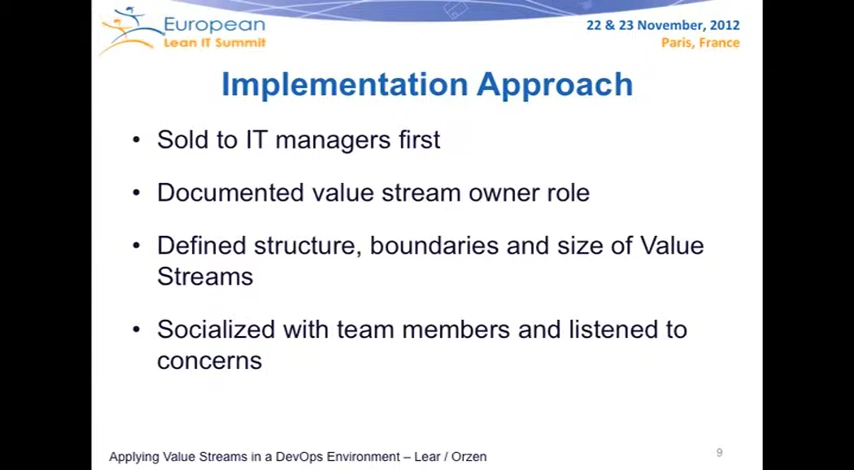 European
Lean IT Summit
22 & 23 November, 2012
Paris, France
Implementation Approach
• Sold to IT managers first
• Documented value stream owner role
• Defined structure, boundaries and size of Value
Streams
• Socialized with team members and listened to
concerns
Applying Value Streams in a DevOps Environment – Lear / Orzen
9